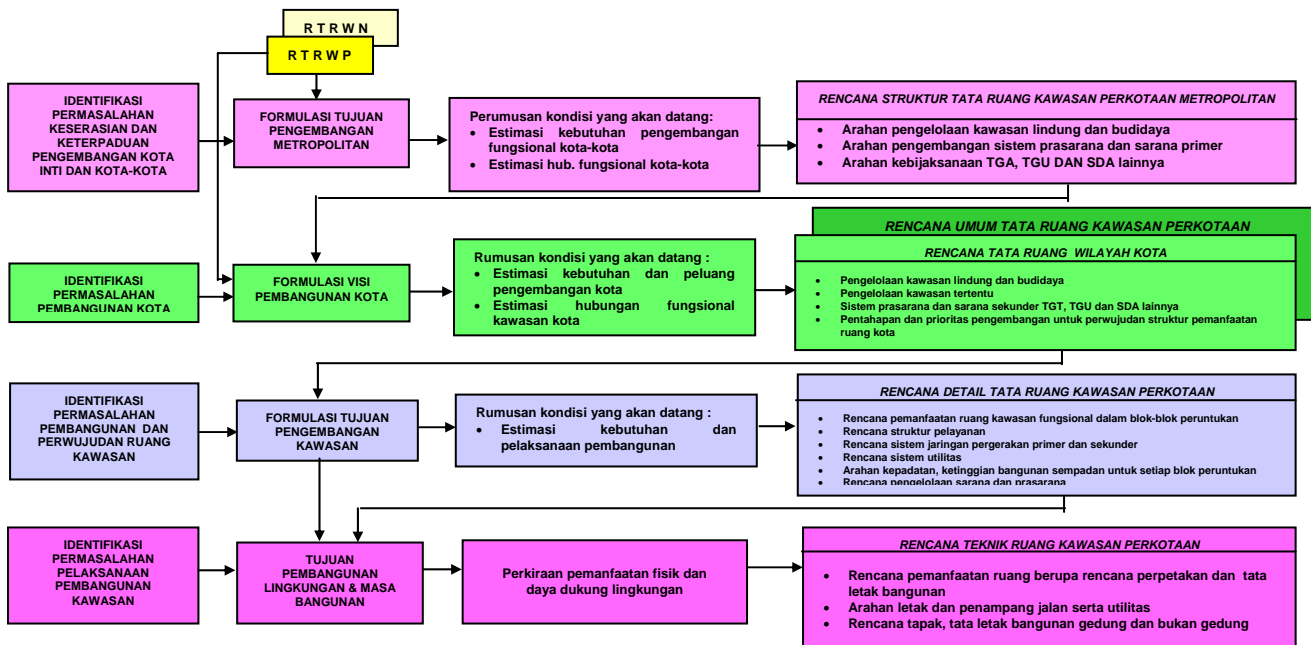 R T R W N
R T R W P
IDENTIFIKASI
PERMASALAHAN
KESERASIAN DAN
KETERPADUAN
PENGEMBANGAN KOTA
INTI DAN KOTA-KOTA
FORMULASI TUJUAN
PENGEMBANGAN
METROPOLITAN
Perumusan kondisi yang akan datang:
• Estimasi kebutuhan pengembangan
fungsional kota-kota
• Estimasi hub. fungsional kota-kota
RENCANA STRUKTUR TATA RUANG KAWASAN PERKOTAAN METROPOLITAN
• Arahan pengelolaan kawasan lindung dan budidaya
• Arahan pengembangan sistem prasarana dan sarana primer
• Arahan kebijaksanaan TGA, TGU DAN SDA lainnya
IDENTIFIKASI
PERMASALAHAN
PEMBANGUNAN KOTA
FORMULASI VISI
PEMBANGUNAN KOTA
Rumusan kondisi yang akan datang :
• Estimasi kebutuhan dan peluang
pengembangan kota
• Estimasi hubungan fungsional
kawasan kota
RENCANA UMUM TATA RUANG KAWASAN PERKOTAAN
RENCANA TATA RUANG WILAYAH KOTA
• Pengelolaan kawasan lindung dan budidaya
• Pengelolaan kawasan tertentu
• Sistem prasarana dan sarana sekunder TGT, TGU dan SDA lainnya
• Pentahapan dan prioritas pengembangan untuk perwujudan struktur pemanfaatan
ruang kota
IDENTIFIKASI
PERMASALAHAN
PEMBANGUNAN DAN
PERWUJUDAN RUANG
KAWASAN
FORMULASI TUJUAN
PENGEMBANGAN
KAWASAN
Rumusan kondisi yang akan datang :
• Estimasi kebutuhan dan
pelaksanaan pembangunan
RENCANA DETAIL TATA RUANG KAWASAN PERKOTAAN
• Rencana pemanfaatan ruang kawasan fungsional dalam blok-blok peruntukan
• Rencana struktur pelayanan
• Rencana sistem jaringan pergerakan primer dan sekunder
• Rencana sistem utilitas
• Arahan kepadatan, ketinggian bangunan sempadan untuk setiap blok peruntukan
• Rencana pengelolaan sarana dan prasarana
IDENTIFIKASI
PERMASALAHAN
PELAKSANAAN
PEMBANGUNAN
KAWASAN
TUJUAN
PEMBANGUNAN
LINGKUNGAN & MASA
BANGUNAN
Perkiraan pemanfaatan fisik dan
daya dukung lingkungan
RENCANA TEKNIK RUANG KAWASAN PERKOTAAN
• Rencana pemanfaatan ruang berupa rencana perpetakan dan tata
letak bangunan
• Arahan letak dan penampang jalan serta utilitas
• Rencana tapak, tata letak bangunan gedung dan bukan gedung